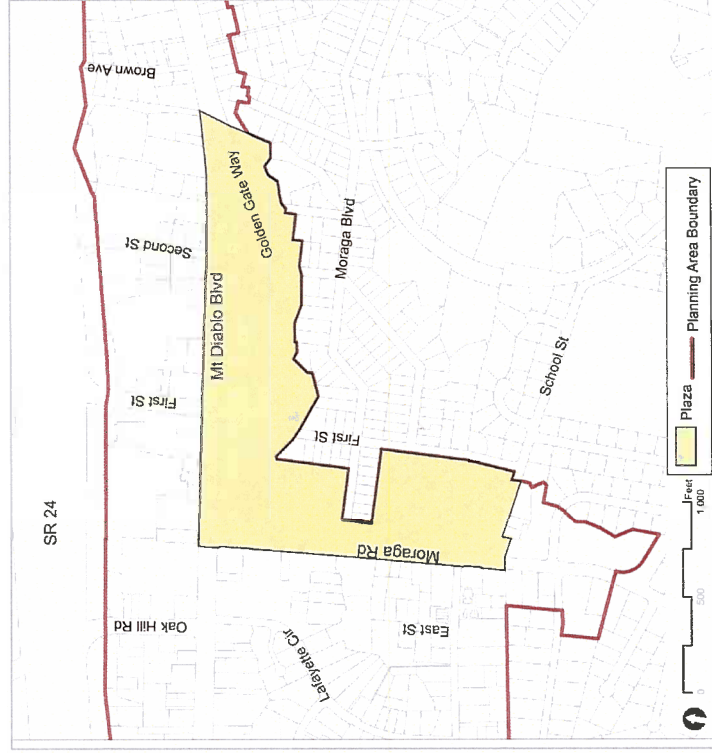 SR 24
Brown Ave
Second St
Golden Gate Way
Mt Diablo Blvd
Moraga Blvd
First St
First St
School St
Oak Hill Rd
Moraga Rd
Lafayette Cir
East St
Plaza
Planning Area Boundary
0
500
1,000
Feet